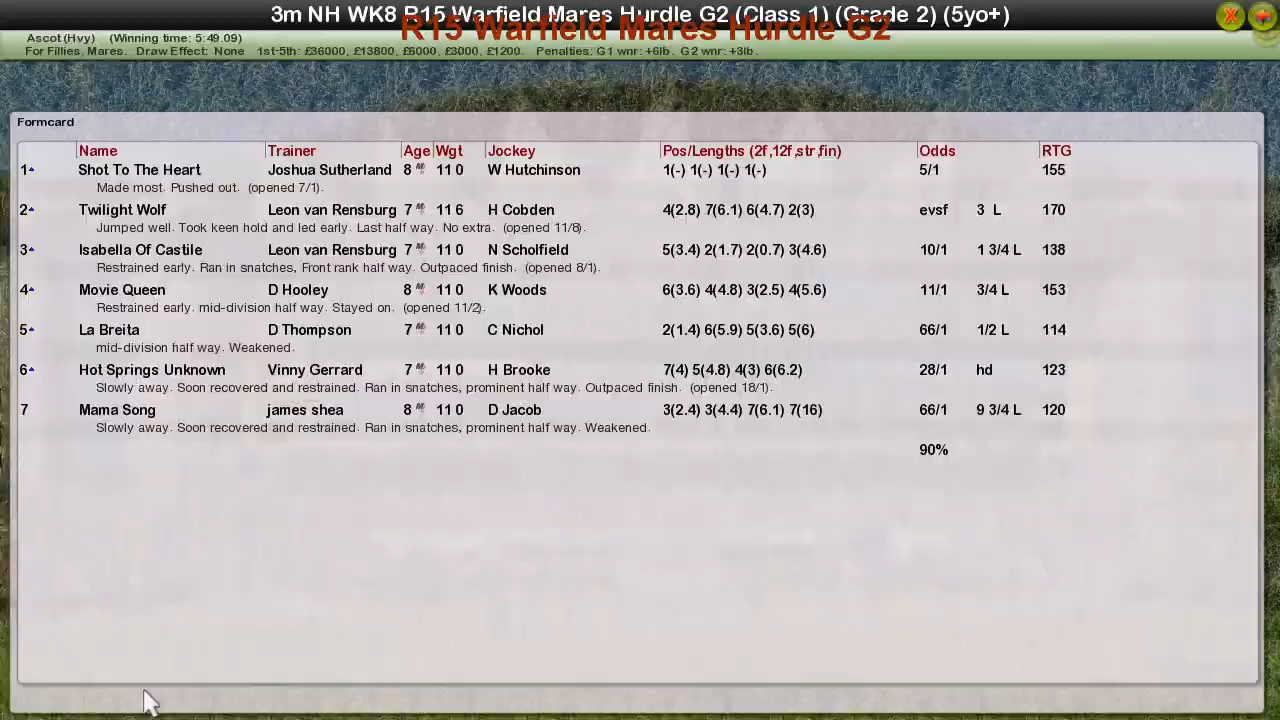 3m NH WK8 R15 Warfield Mares Hurdle G2 (Class 1) (Grade 2) (5yo+)
R15 Warfield Mares Hurdle G2
Ascot (Hvy) (Winning time: 5:49.09)
For Fillies, Mares. Draw Effect: None 1st-5th: £36000, £13800, £6000, £3000, £1200. Penalties: G1 wnr: +6lb. G2 wnr: +3lb.
Formcard
Name Trainer Age Wgt Jockey Pos/Lengths (2f,12f,str,fin) Odds RTG
1 Shot To The Heart Joshua Sutherland 8 11 0 W Hutchinson 1(-) 1(-) 1(-) 1(-) 5/1 155
Made most. Pushed out. (opened 7/1).
2 Twilight Wolf Leon van Rensburg 7 11 6 H Cobden 4(2.8) 7(6.1) 6(4.7) 2(3) evsf 3 L 170
Jumped well. Took keen hold and led early. Last half way. No extra. (opened 11/8).
3 Isabella Of Castile Leon van Rensburg 7 11 0 N Scholfield 5(3.4) 2(1.7) 2(0.7) 3(4.6) 10/1 1 3/4 L 138
Restrained early. Ran in snatches, Front rank half way. Outpaced finish. (opened 8/1).
4 Movie Queen D Hooley 8 11 0 K Woods 6(3.6) 4(4.8) 3(2.5) 4(5.6) 11/1 3/4 L 153
Restrained early. mid-division half way. Stayed on. (opened 11/2).
5 La Breita D Thompson 7 11 0 C Nichol 2(1.4) 6(5.9) 5(3.6) 5(6) 66/1 1/2 L 114
mid-division half way. Weakened.
6 Hot Springs Unknown Vinny Gerrard 7 11 0 H Brooke 7(4) 5(4.8) 4(3) 6(6.2) 28/1 hd 123
Slowly away. Soon recovered and restrained. Ran in snatches, prominent half way. Outpaced finish. (opened 18/1).
7 Mama Song james shea 8 11 0 D Jacob 3(2.4) 3(4.4) 7(6.1) 7(16) 66/1 9 3/4 L 120
Slowly away. Soon recovered and restrained. Ran in snatches, prominent half way. Weakened.
90%